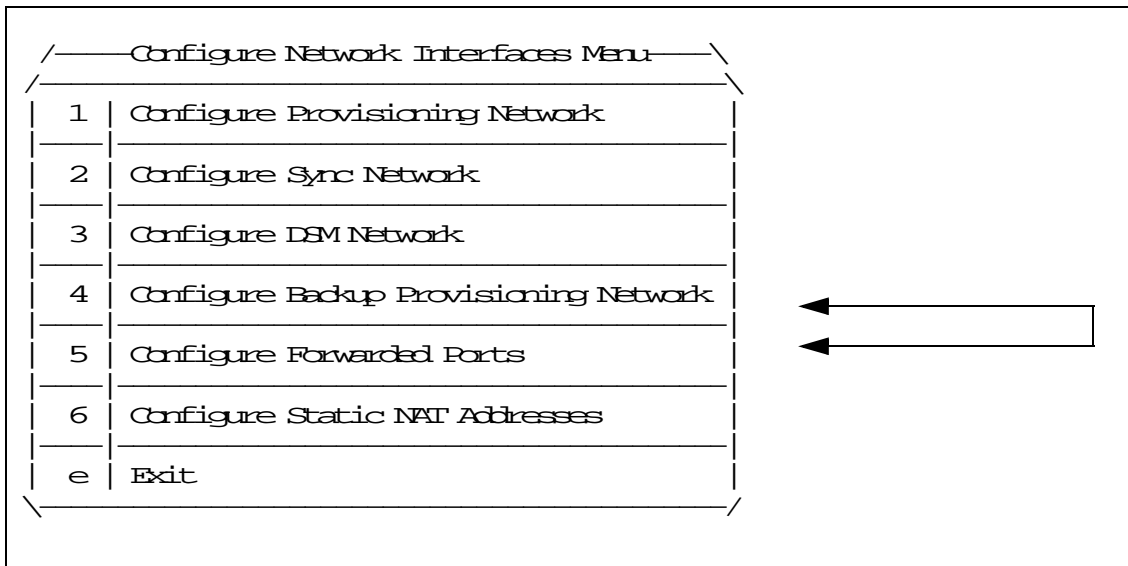 Configure Network Interfaces Menu
1 | Configure Provisioning Network
2 | Configure Sync Network
3 | Configure DSM Network
4 | Configure Backup Provisioning Network
5 | Configure Forwarded Ports
6 | Configure Static NAT Addresses
e | Exit